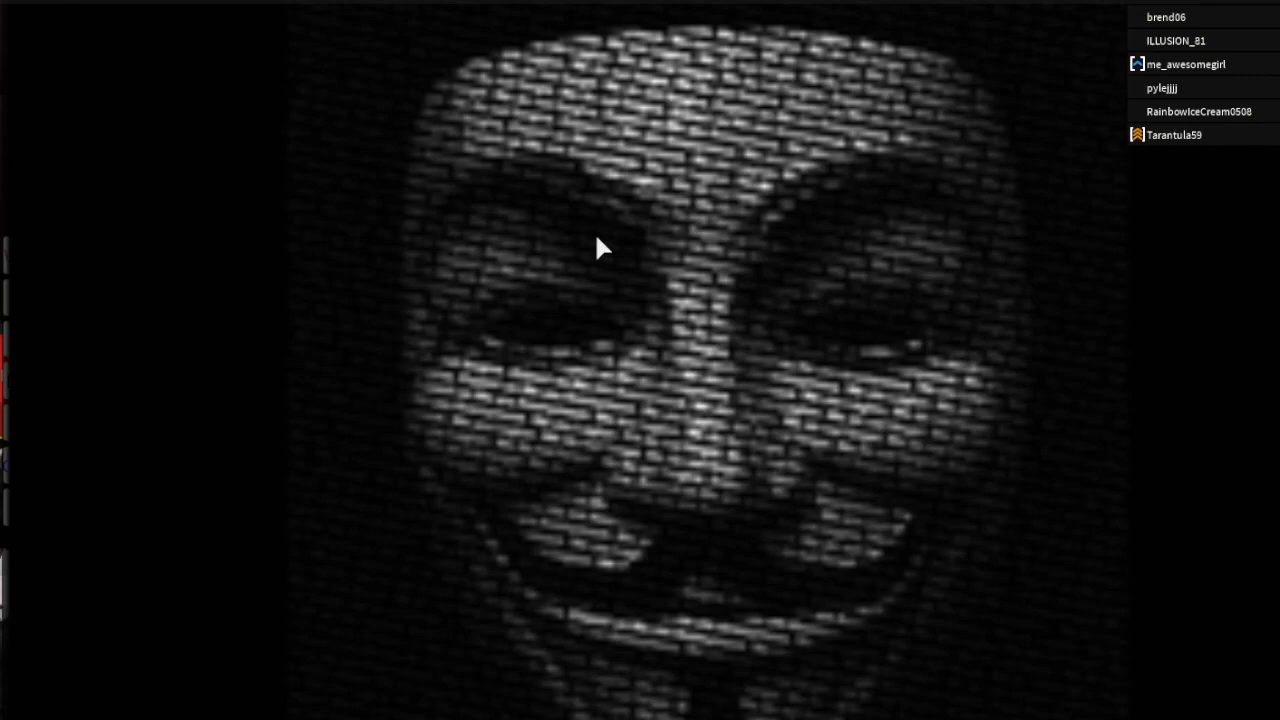 brend06
ILLUSION_81
me_awesomegirl
pylejjjj
RainbowIceCream0508
Tarantula59